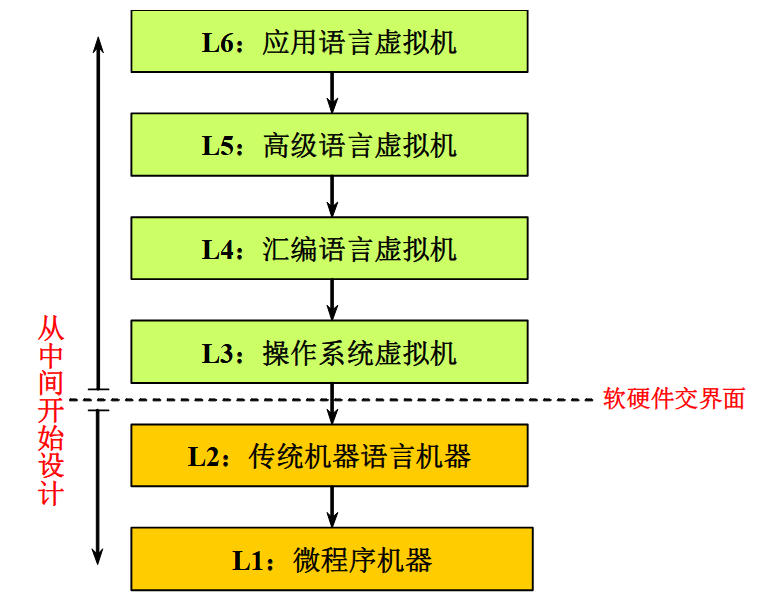 L6：应用语言虚拟机
L5：高级语言虚拟机
L4：汇编语言虚拟机
L3：操作系统虚拟机
从中间开始设计
软硬件交界面
L2：传统机器语言机器
L1：微程序机器